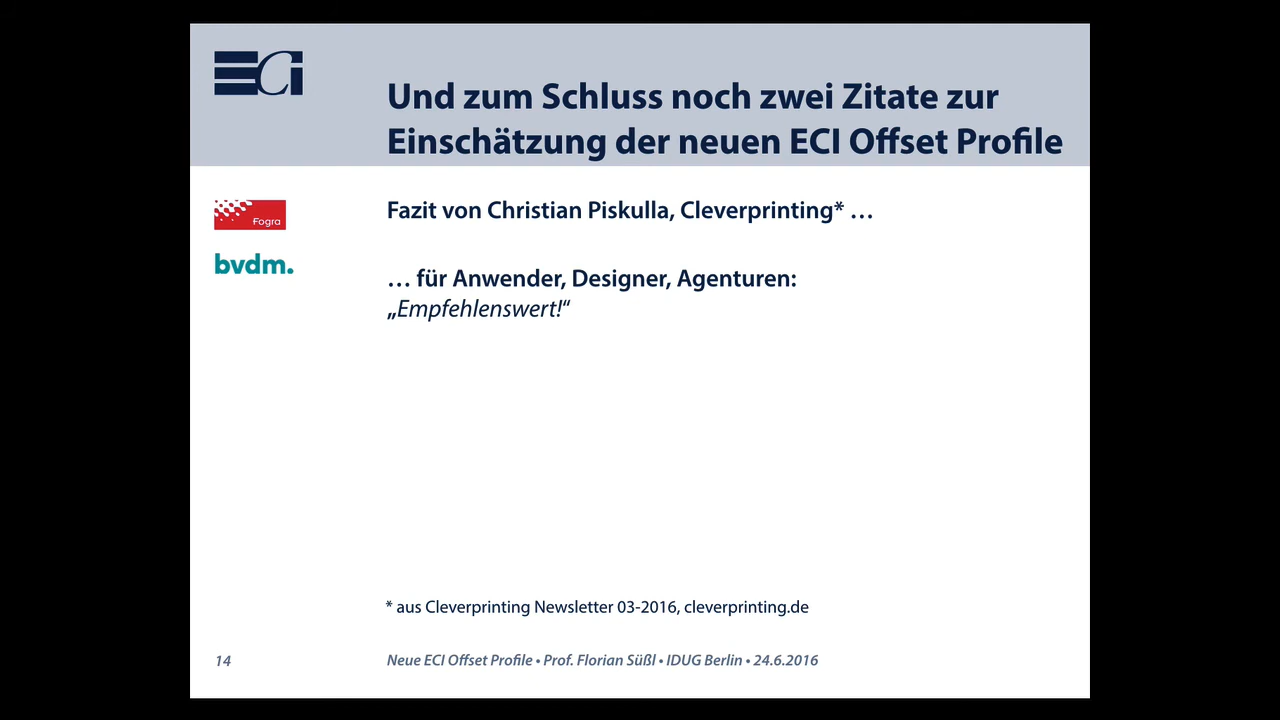 ECi
Und zum Schluss noch zwei Zitate zur
Einschätzung der neuen ECI Offset Profile
Fogra
bvdm.
Fazit von Christian Piskulla, Cleverprinting* …
… für Anwender, Designer, Agenturen:
„Empfehlenswert!“
* aus Cleverprinting Newsletter 03-2016, cleverprinting.de
14
Neue ECI Offset Profile • Prof. Florian Süßl • IDUG Berlin • 24.6.2016